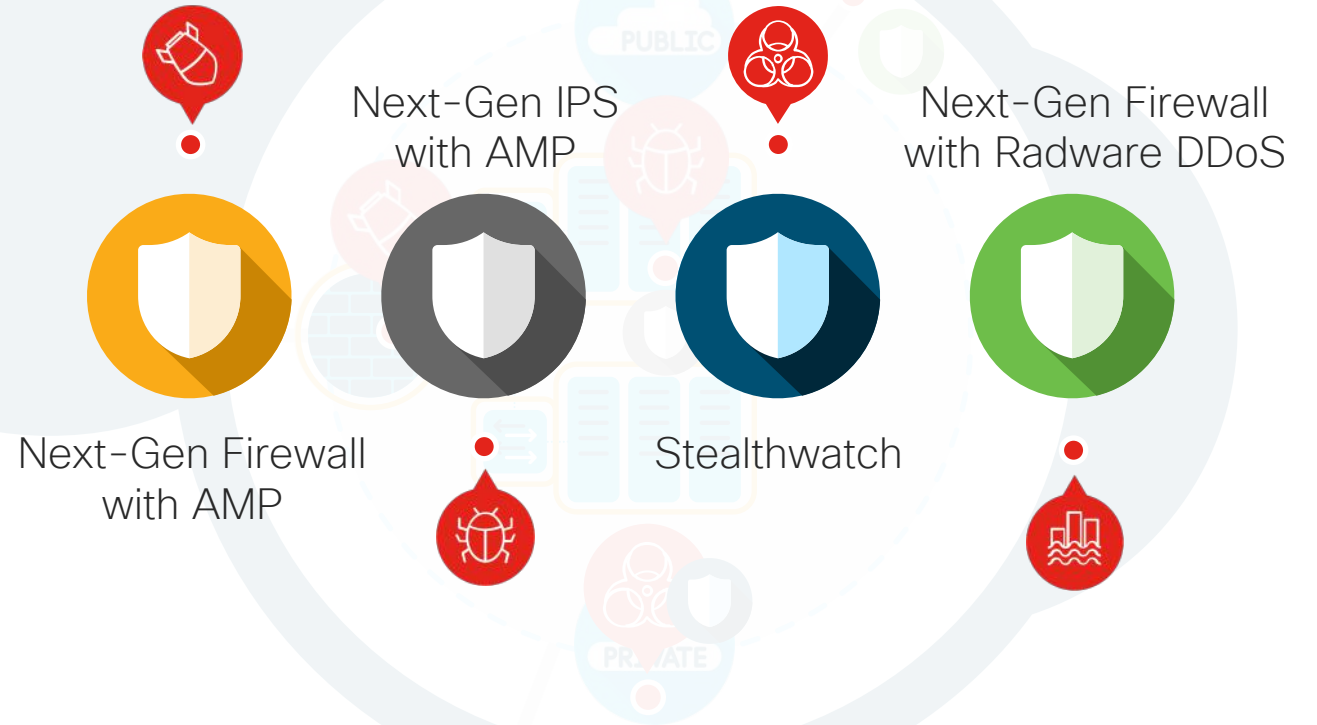 PUBLIC
Next-Gen IPS
with AMP
Next-Gen Firewall
with Radware DDoS
Next-Gen Firewall
with AMP
Stealthwatch
PRIVATE